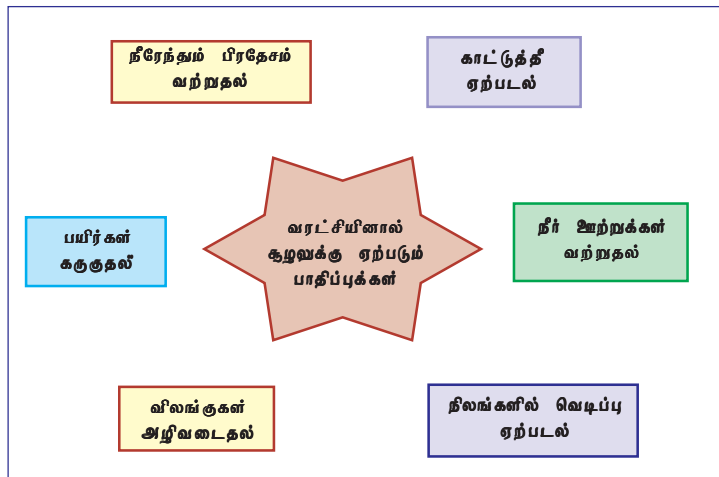 நீரேந்தும் பிரதேசம்
வற்றுதல்
காட்டுத்தீ
ஏற்படல்
வரட்சியினால்
சூழலுக்கு ஏற்படும்
பாதிப்புக்கள்
பயிர்கள்
கருகுதலீ
நீர் ஊற்றுக்கள்
வற்றுதல்
விலங்குகள்
அழிவடைதல்
நிலங்களில் வெடிப்பு
ஏற்படல்